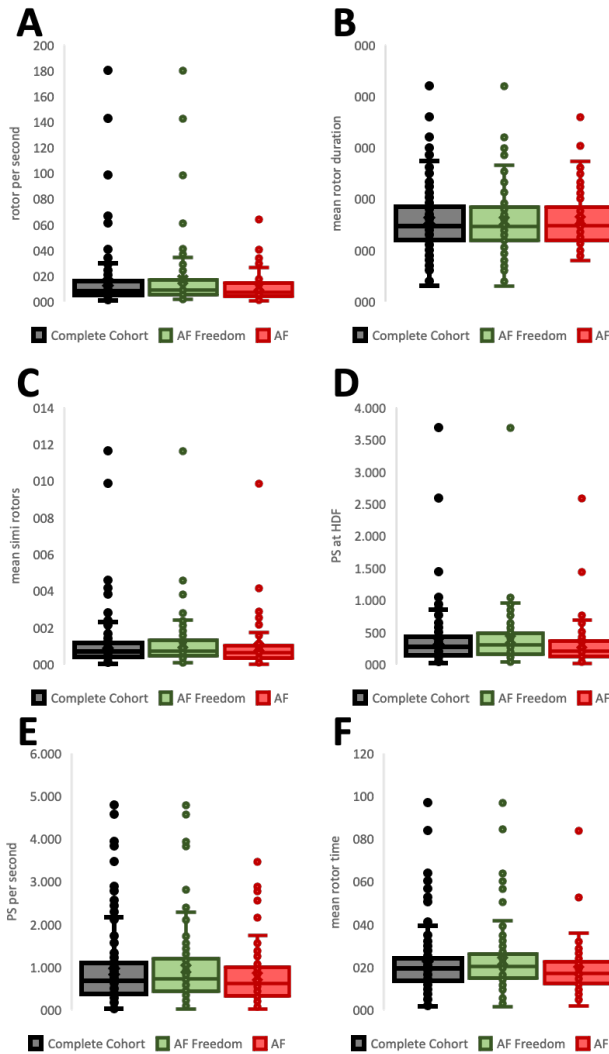 A
200
180
160
140
120
100
080
060
040
020
000
rotor per second
Complete Cohort AF Freedom AF
B
000
000
000
000
000
000
mean rotor duration
Complete Cohort AF Freedom AF
C
014
012
010
008
006
004
002
000
mean simi rotors
Complete Cohort AF Freedom AF
D
4.000
3.500
3.000
2.500
2.000
1.500
1.000
500
000
PS at HDF
Complete Cohort AF Freedom AF
E
6.000
5.000
4.000
3.000
2.000
1.000
000
PS per second
Complete Cohort AF Freedom AF
F
120
100
080
060
040
020
000
mean rotor time
Complete Cohort AF Freedom AF